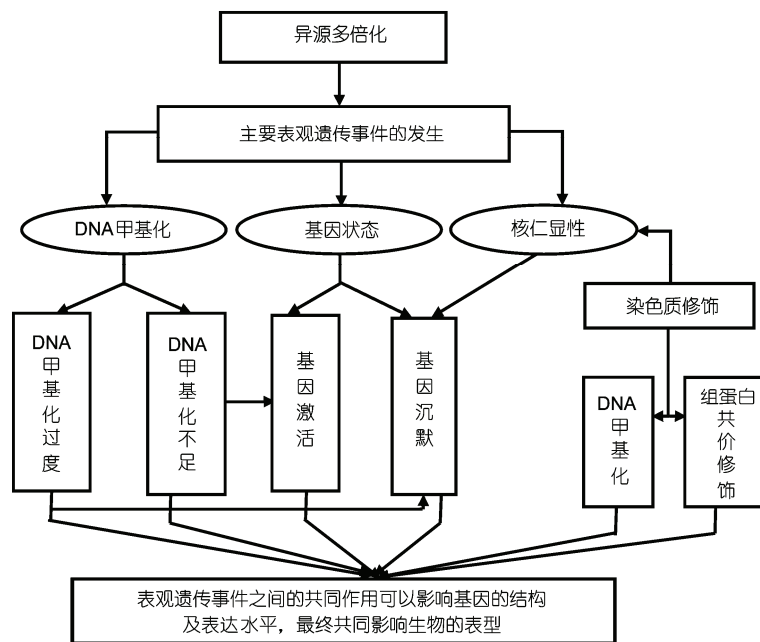 异源多倍化
主要表观遗传事件的发生
DNA甲基化
基因状态
核仁显性
染色质修饰
DNA
甲
基
化
过
度
DNA
甲
基
化
不
足
基
因
激
活
基
因
沉
默
DNA
甲
基
化
组蛋白
共
价
修
饰
表观遗传事件之间的共同作用可以影响基因的结构
及表达水平，最终共同影响生物的表型